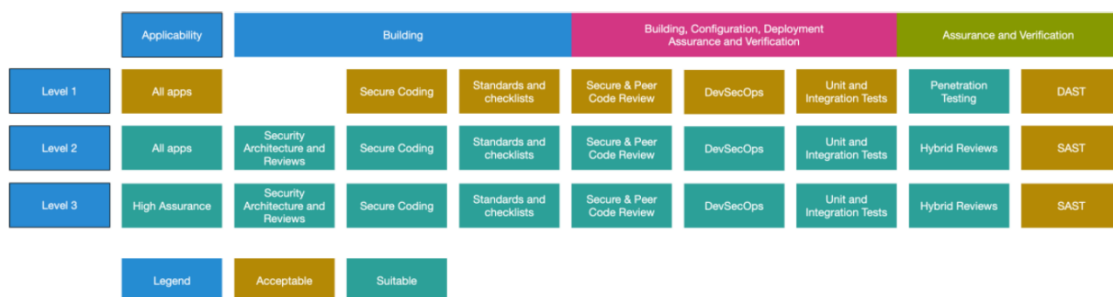 Applicability
Building
Building, Configuration, Deployment
Assurance and Verification
Assurance and Verification
Level 1
All apps
Secure Coding
Standards and
checklists
Secure & Peer
Code Review
DevSecOps
Unit and
Integration Tests
Penetration
Testing
DAST
Level 2
All apps
Security
Architecture and
Reviews
Secure Coding
Standards and
checklists
Secure & Peer
Code Review
DevSecOps
Unit and
Integration Tests
Hybrid Reviews
SAST
Level 3
High Assurance
Security
Architecture and
Reviews
Secure Coding
Standards and
checklists
Secure & Peer
Code Review
DevSecOps
Unit and
Integration Tests
Hybrid Reviews
SAST
Legend
Acceptable
Suitable